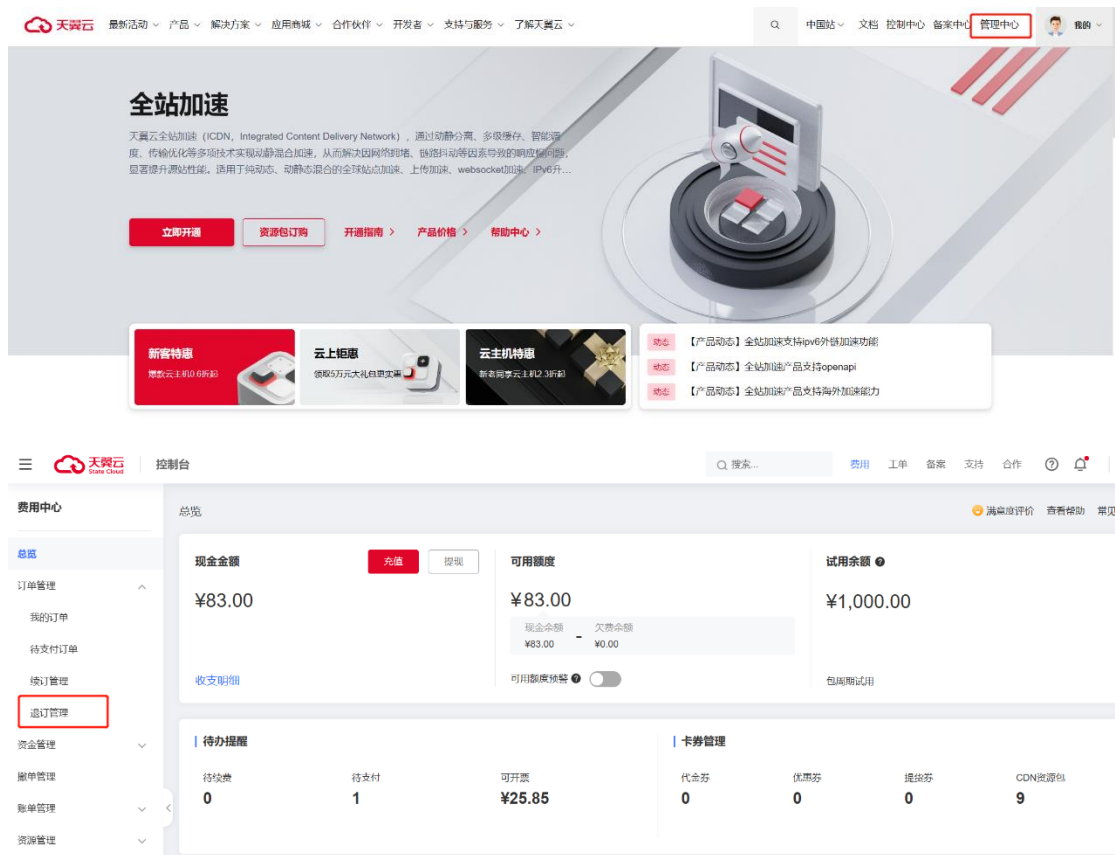 天翼云 最新活动 产品 解决方案 应用商城 合作伙伴 开发者 支持与服务 了解天翼云 中国站 文档 控制中心 备案中心 管理中心 我的
全站加速
天翼云全站加速（ICDN，Integrated Content Delivery Network），通过动静分离、多级缓存、智能调
度、传输优化等多项技术实现动静混合加速，从而解决因网络拥堵、链路抖动等因素导致的响应慢问题，
显著提升源站性能。适用于纯动态、动静态混合的全球站点加速、上传加速、websocket加速、IPv6升...
立即开通 资源包订购 开通指南 > 产品价格 > 帮助中心 >
新客特惠
爆款云主机0.6折起
云上钜惠
领取5万元大礼包更实惠
云主机特惠
新老同享云主机2.3折起
动态 【产品动态】全站加速支持ipv6外链加速功能
动态 【产品动态】全站加速产品支持openapi
动态 【产品动态】全站加速产品支持海外加速能力
天翼云 State Cloud 控制台 搜索... 费用 工单 备案 支持 合作
费用中心
总览 满意度评价 查看帮助 常见
总览
订单管理
我的订单
待支付订单
续订管理
退订管理
资金管理
撤单管理
账单管理
资源管理
现金金额 充值 提现
¥83.00
收支明细
可用额度
¥83.00
现金余额 - 欠费余额
¥83.00 ¥0.00
可用额度预警
试用余额
¥1,000.00
包周期试用
待办提醒
待续费 待支付 可开票
0 1 ¥25.85
卡券管理
代金券 优惠券 提货券 CDN资源包
0 0 0 9